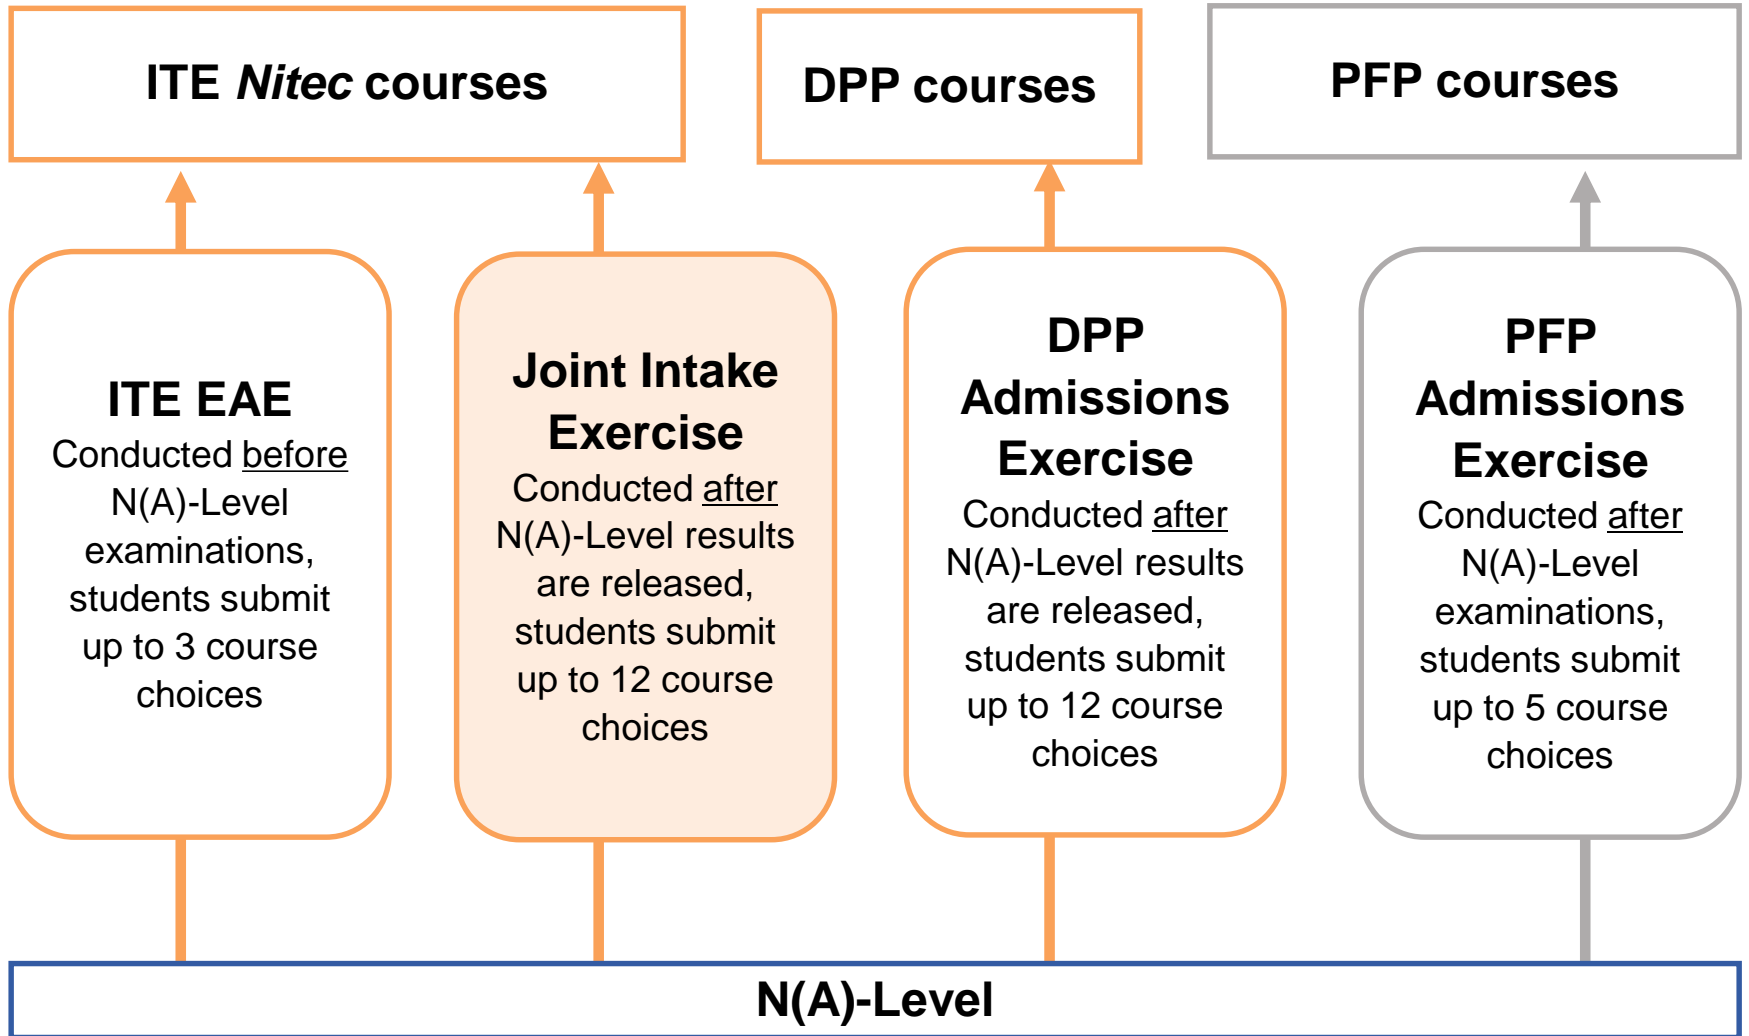 ITE Nitec courses
DPP courses
PFP courses
ITE EAE
Conducted before
N(A)-Level
examinations,
students submit
up to 3 course
choices
Joint Intake
Exercise
Conducted after
N(A)-Level results
are released,
students submit
up to 12 course
choices
DPP
Admissions
Exercise
Conducted after
N(A)-Level results
are released,
students submit
up to 12 course
choices
PFP
Admissions
Exercise
Conducted after
N(A)-Level
examinations,
students submit
up to 5 course
choices
N(A)-Level